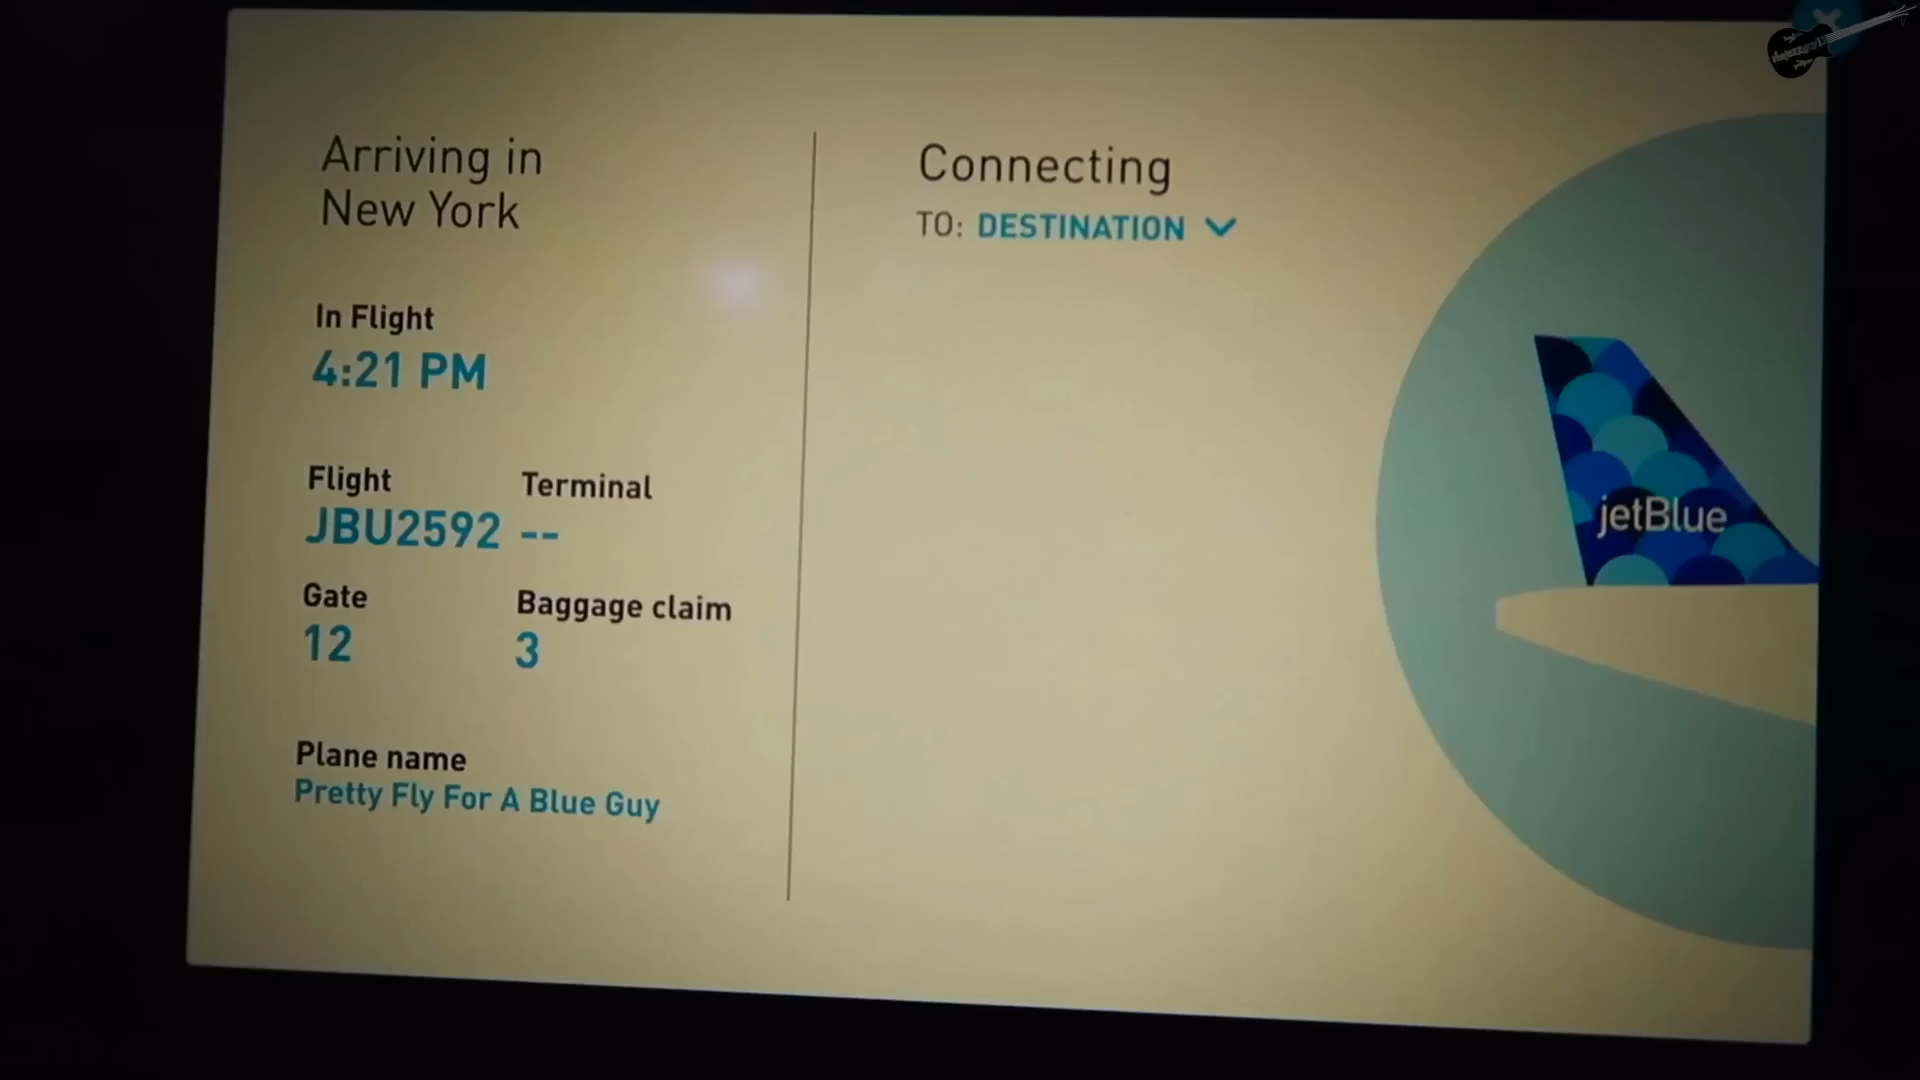 Arriving in
New York
In Flight
4:21 PM
Flight
JBU2592
Terminal
--
Gate
12
Baggage claim
3
Plane name
Pretty Fly For A Blue Guy
Connecting
TO: DESTINATION
jetBlue